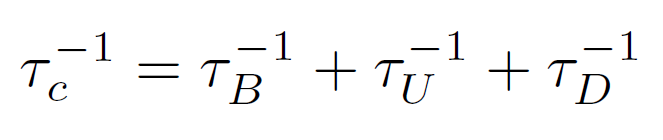 τ_c^{-1} = τ_B^{-1} + τ_U^{-1} + τ_D^{-1}